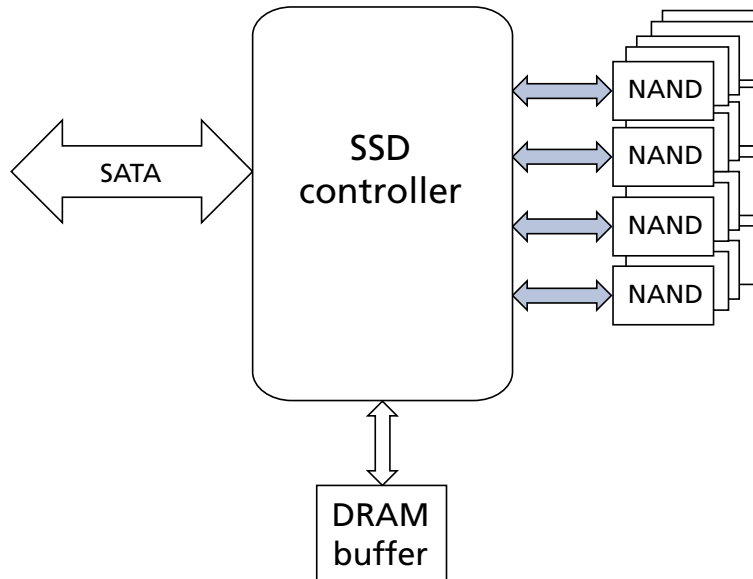 SATA
SSD
controller
NAND
NAND
NAND
NAND
DRAM
buffer